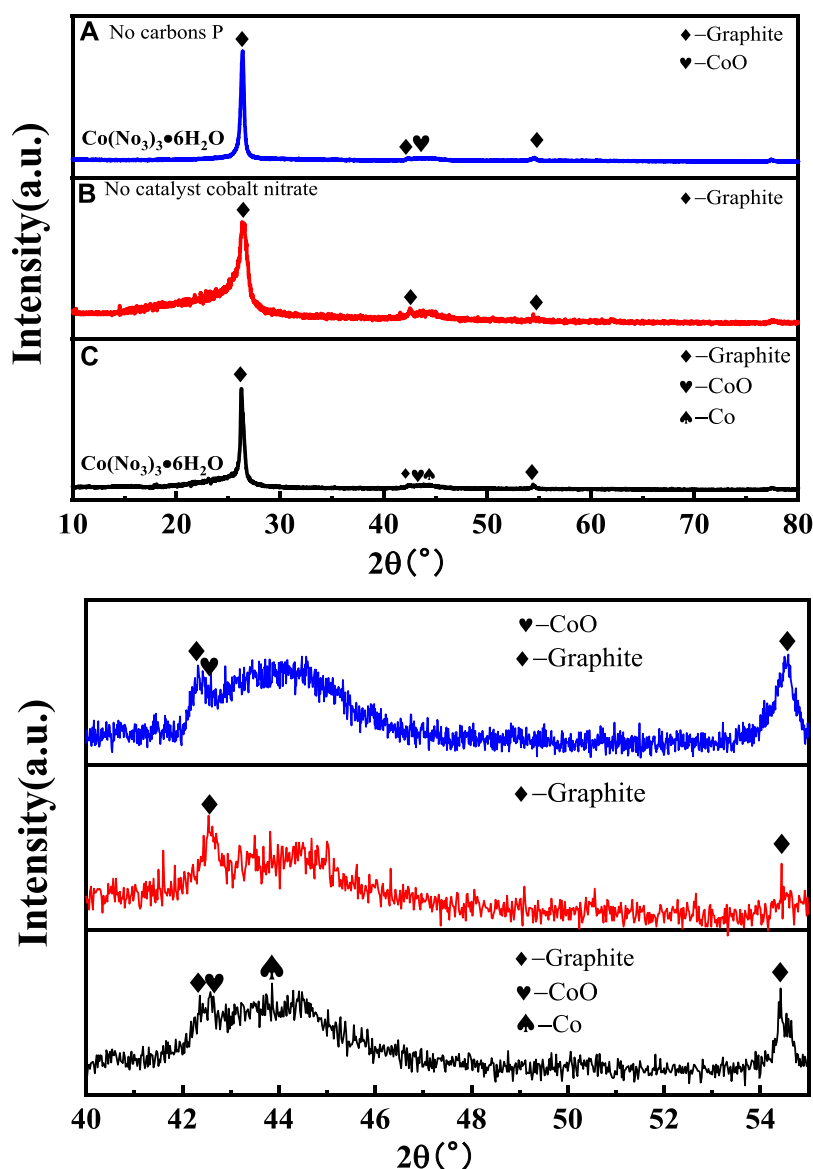 A No carbons P
♦–Graphite
♥–CoO
Co(No₃)₃•6H₂O
B No catalyst cobalt nitrate
♦–Graphite
C
♦–Graphite
♥–CoO
♠–Co
Co(No₃)₃•6H₂O
Intensity(a.u.)
10 20 30 40 50 60 70 80
2θ(°)
♥–CoO
♦–Graphite
♦–Graphite
♦–Graphite
♥–CoO
♠–Co
Intensity(a.u.)
40 42 44 46 48 50 52 54
2θ(°)